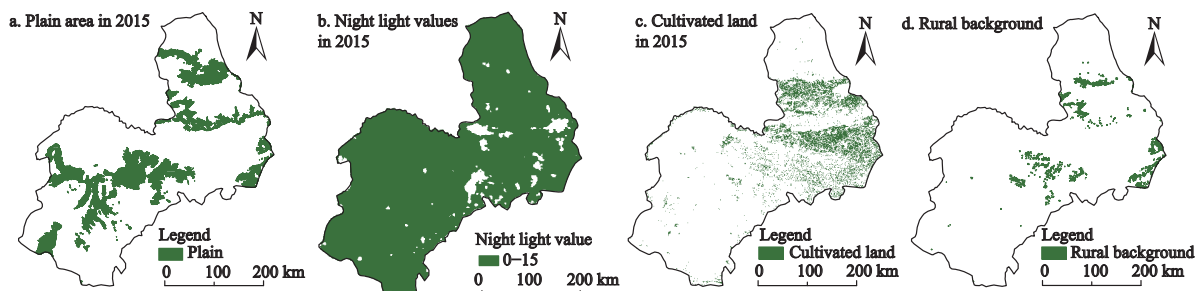 a. Plain area in 2015
N
Legend
Plain
0 100 200 km
b. Night light values
in 2015
N
Night light value
0−15
0 100 200 km
c. Cultivated land
in 2015
N
Legend
Cultivated land
0 100 200 km
d. Rural background
N
Legend
Rural background
0 100 200 km